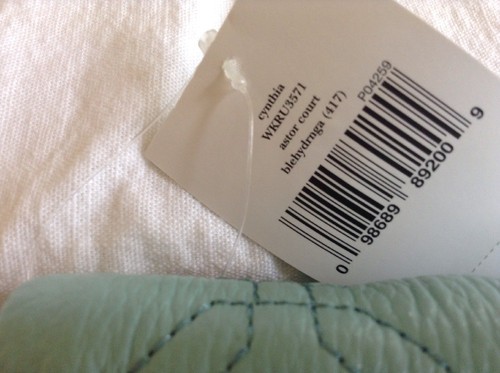 cynthia
WKRU3571
astor court
blehydrnga (417)
P04259
0 98689 89200 9